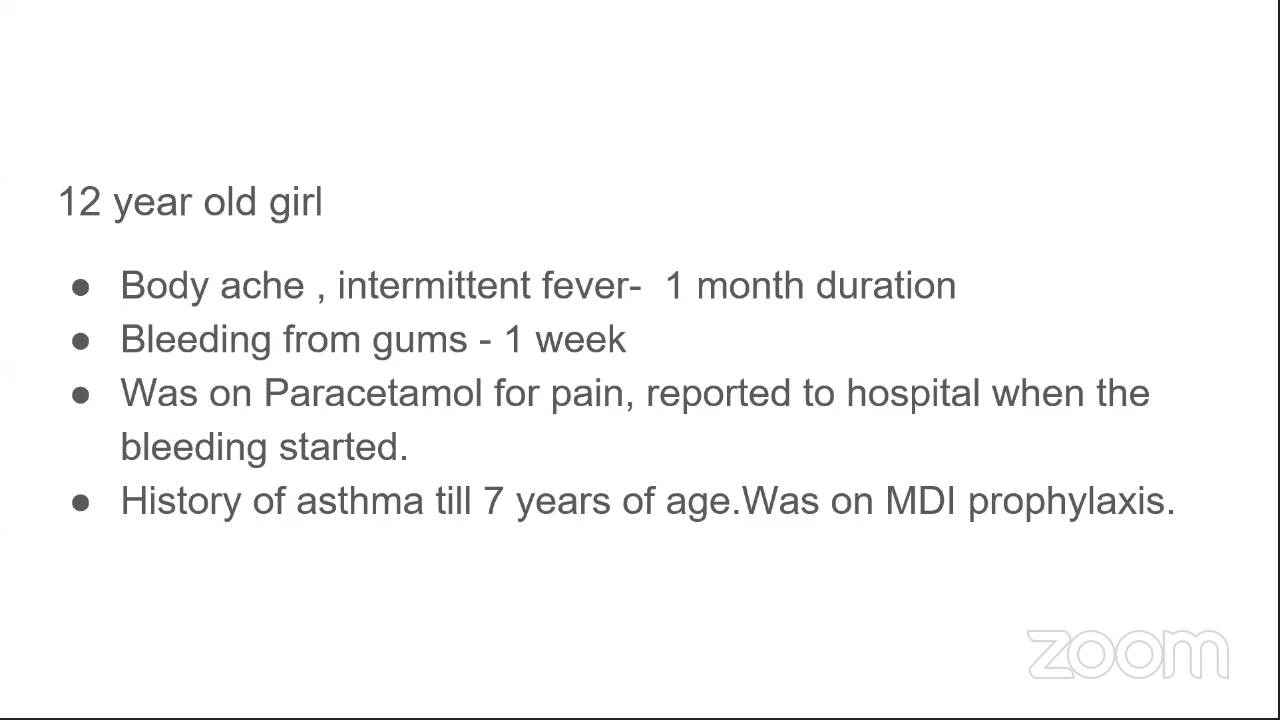 12 year old girl
● Body ache , intermittent fever-  1 month duration
● Bleeding from gums - 1 week
● Was on Paracetamol for pain, reported to hospital when the
bleeding started.
● History of asthma till 7 years of age.Was on MDI prophylaxis.
zoom